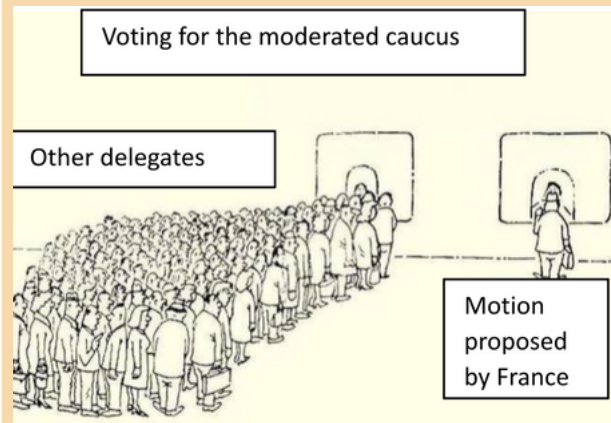 Voting for the moderated caucus
Other delegates
Motion
proposed
by France